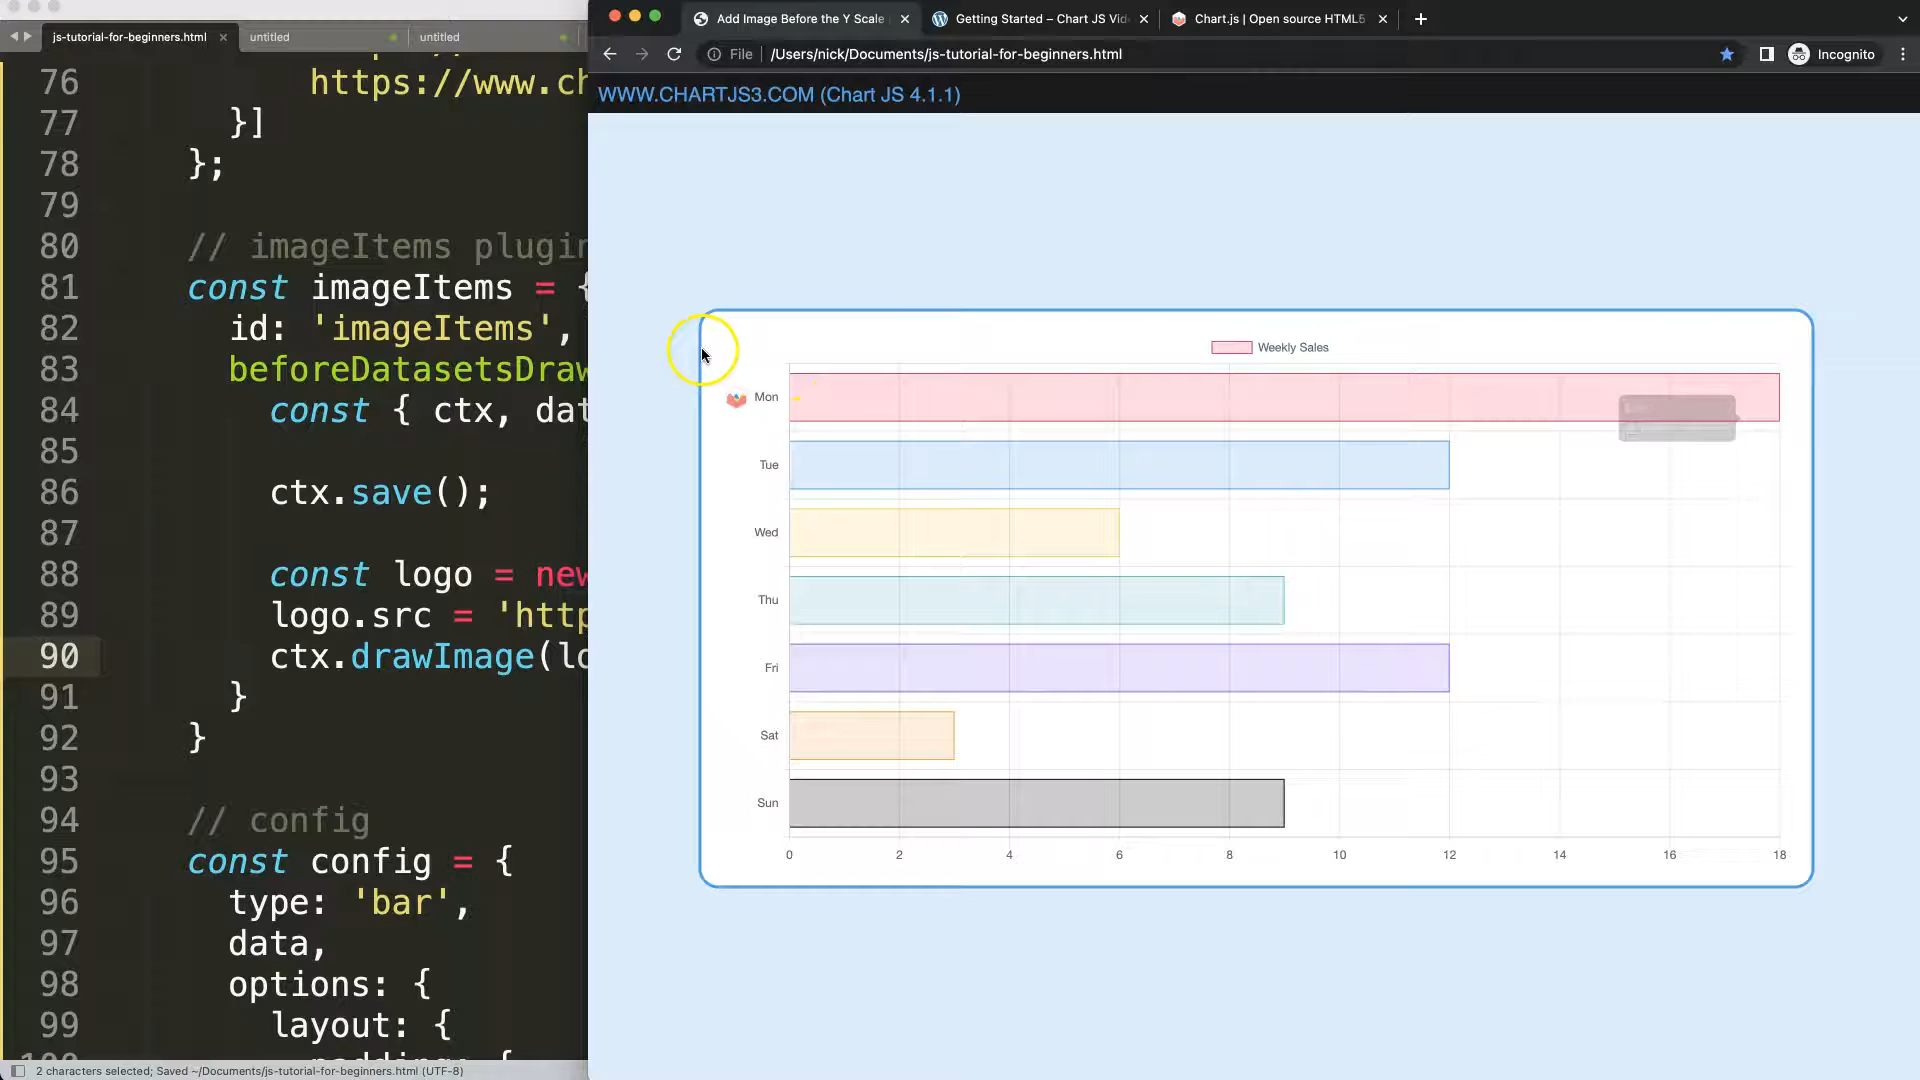 js-tutorial-for-beginners.html
untitled
untitled
76 https://www.ch
77 }]
78 };
79
80 // imageItems plugin
81 const imageItems = {
82 id: 'imageItems',
83 beforeDatasetsDraw
84 const { ctx, dat
85
86 ctx.save();
87
88 const logo = new
89 logo.src = 'http
90 ctx.drawImage(lo
91 }
92 }
93
94 // config
95 const config = {
96 type: 'bar',
97 data,
98 options: {
99 layout: {
2 characters selected; Saved ~/Documents/js-tutorial-for-beginners.html (UTF-8)
Add Image Before the Y Scale
Getting Started – Chart JS Vid
Chart.js | Open source HTML5
File
/Users/nick/Documents/js-tutorial-for-beginners.html
Incognito
WWW.CHARTJS3.COM (Chart JS 4.1.1)
Weekly Sales
Mon
Tue
Wed
Thu
Fri
Sat
Sun
0 2 4 6 8 10 12 14 16 18